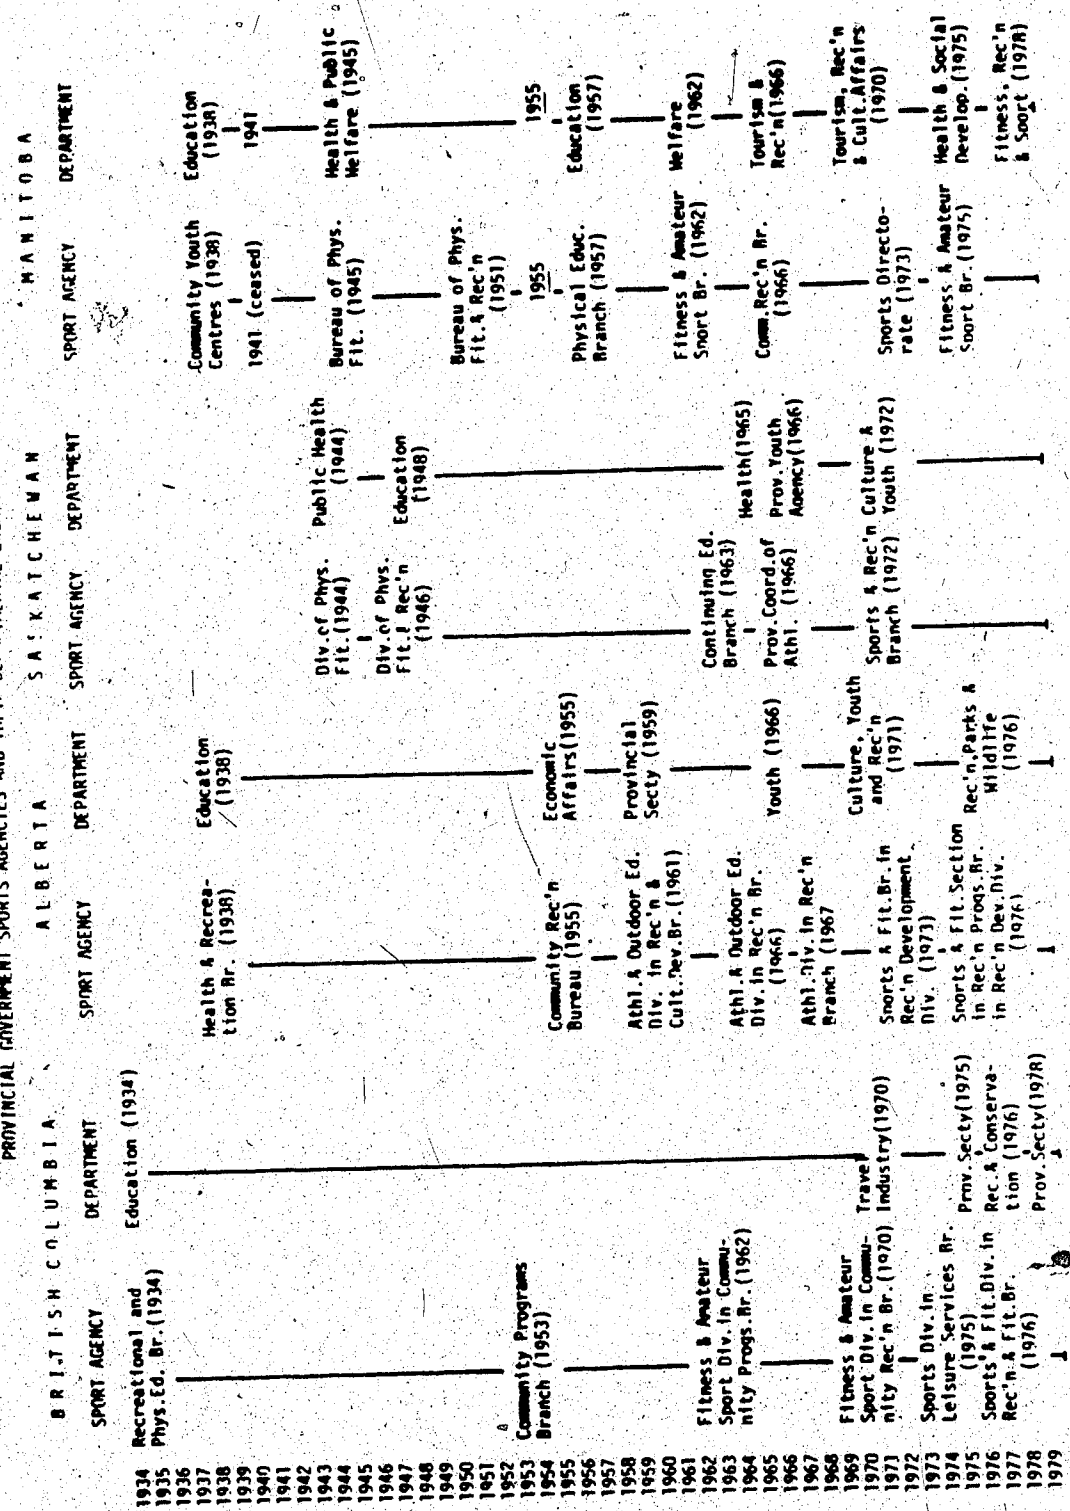 PROVINCIAL GOVERNMENT SPORTS AGENCIES AND
BRITISH COLUMBIA
SPORT AGENCY
Recreational and
Phys.Ed. Br.(1934)
Community Programs
Branch (1953)
Fitness & Amateur
Sport Div.in Commu-
nity Progs.Br.(1962)
Fitness & Amateur
Sport Div.in Commu-
nity Rec'n Br.(1970)
Sports Div.in
Leisure Services Br.
(1975)
Sports & Fit.Div.in
Rec'n & Fit.Br.
(1976)
DEPARTMENT
Education (1934)
Travel
Industry(1970)
Prov.Secty(1975)
Rec.& Conserva-
tion (1976)
Prov.Secty(1978)
ALBERTA
SPORT AGENCY
Health & Recrea-
tion Br. (1938)
Community Rec'n
Bureau (1955)
Athl.& Outdoor Ed.
Div. in Rec'n &
Cult.Dev.Br.(1961)
Athl.& Outdoor Ed.
Div.in Rec'n Br.
(1966)
Athl.Div.in Rec'n
Branch (1967
Sports & Fit.Br.in
Rec'n Development
Div. (1973)
Sports & Fit.Section
in Rec'n Progs.Br.
in Rec'n Dev.Div.
(1976)
DEPARTMENT
Education
(1938)
Economic
Affairs(1955)
Provincial
Secty (1959)
Youth (1966)
Culture, Youth
and Rec'n
(1971)
Rec'n,Parks &
Wildlife
(1976)
SASKATCHEWAN
SPORT AGENCY
Div.of Phys.
Fit.(1944)
Div.of Phys.
Fit.& Rec'n
(1946)
Continuing Ed.
Branch (1963)
Prov.Coord.of
Athl. (1966)
Sports & Rec'n
Branch (1972)
DEPARTMENT
Public Health
(1944)
Education
(1948)
Health(1965)
Prov.Youth
Agency(1966)
Culture &
Youth (1972)
MANITOBA
SPORT AGENCY
Community Youth
Centres (1938)
1941 (ceased)
Bureau of Phys.
Fit. (1945)
Bureau of Phys.
Fit.& Rec'n
(1951)
1955
Physical Educ.
Branch (1957)
Fitness & Amateur
Sport Br. (1962)
Comm.Rec'n Br.
(1966)
Sports Directo-
rate (1973)
Fitness & Amateur
Sport Br.(1975)
DEPARTMENT
Education
(1938)
1941
Health & Public
Welfare (1945)
1955
Education
(1957)
Welfare
(1962)
Tourism &
Rec'n(1966)
Tourism, Rec'n
& Cult.Affairs
(1970)
Health & Social
Develop.(1975)
Fitness, Rec'n
& Sport (1978)
1934
1935
1936
1937
1938
1939
1940
1941
1942
1943
1944
1945
1946
1947
1948
1949
1950
1951
1952
1953
1954
1955
1956
1957
1958
1959
1960
1961
1962
1963
1964
1965
1966
1967
1968
1969
1970
1971
1972
1973
1974
1975
1976
1977
1978
1979